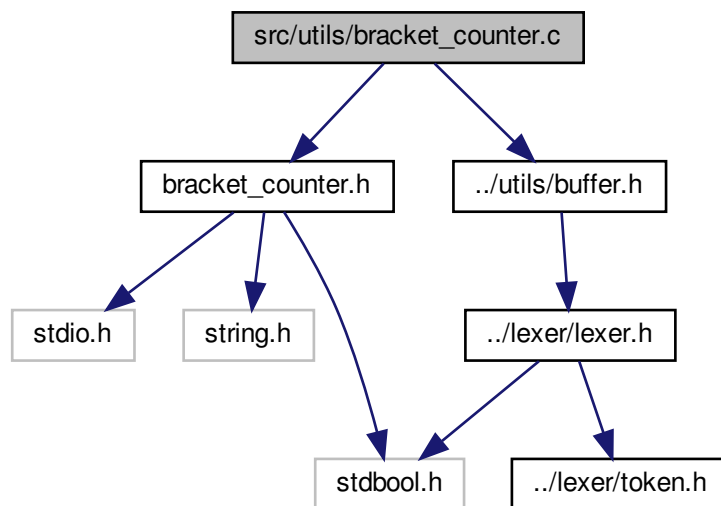 src/utils/bracket_counter.c
bracket_counter.h
../utils/buffer.h
stdio.h
string.h
../lexer/lexer.h
stdbool.h
../lexer/token.h